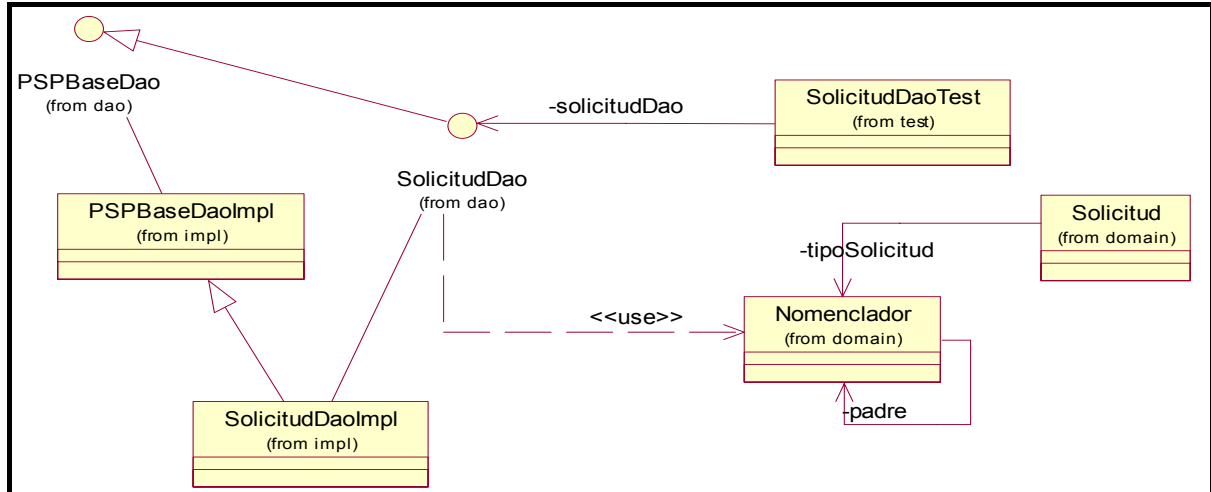 PSPBaseDao
(from dao)
-solicitudDao
SolicitudDaoTest
(from test)
SolicitudDao
(from dao)
PSPBaseDaoImpl
(from impl)
Solicitud
(from domain)
-tipoSolicitud
<<use>>
Nomenclador
(from domain)
-padre
SolicitudDaoImpl
(from impl)